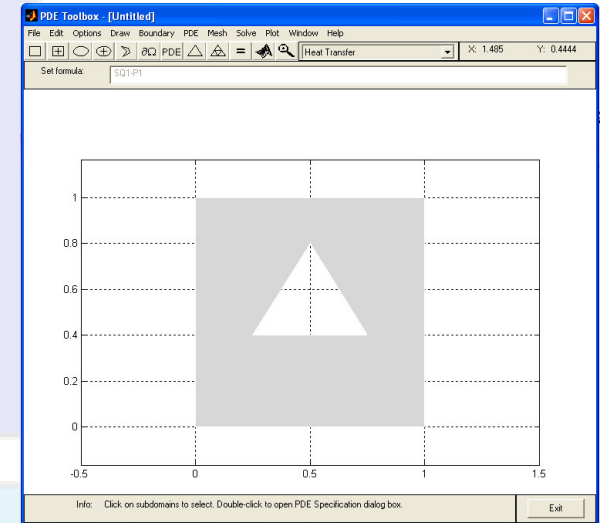 PDE Toolbox - [Untitled]
File Edit Options Draw Boundary PDE Mesh Solve Plot Window Help
∂Ω PDE = Heat Transfer X: 1.485 Y: 0.4444
Set formula: SQ1-P1
1
0.8
0.6
0.4
0.2
0
-0.5 0 0.5 1 1.5
Info: Click on subdomains to select. Double-click to open PDE Specification dialog box. Exit